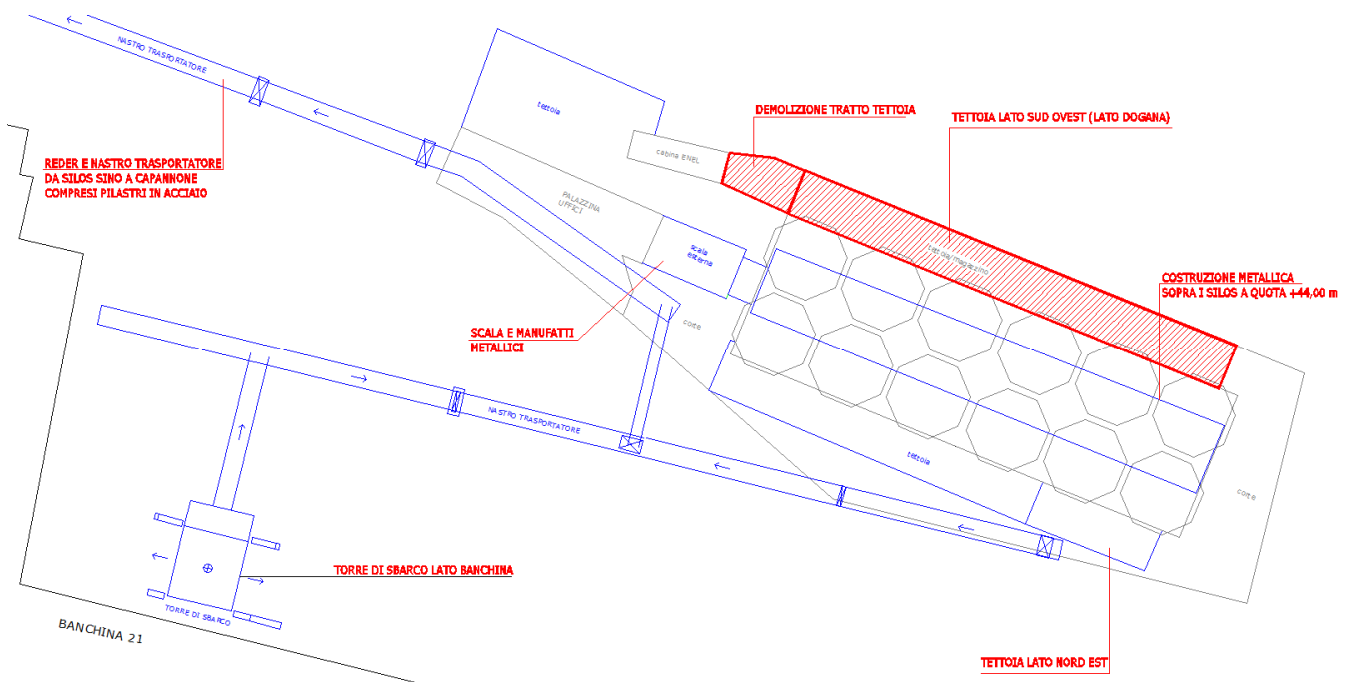 NASTRO TRASPORTATORE
tettoia
DEMOLIZIONE TRATTO TETTOIA
TETTOIA LATO SUD OVEST (LATO DOGANA)
cabina ENEL
REDER E NASTRO TRASPORTATORE
DA SILOS SINO A CAPANNONE
COMPRESI PILASTRI IN ACCIAIO
PALAZZINA
UFFICI
scala
esterna
tettoia/magazzino
COSTRUZIONE METALLICA
SOPRA I SILOS A QUOTA +44,00 m
corte
SCALA E MANUFATTI
METALLICI
NASTRO TRASPORTATORE
tettoia
corte
TORRE DI SBARCO LATO BANCHINA
TORRE DI SBARCO
BANCHINA 21
TETTOIA LATO NORD EST